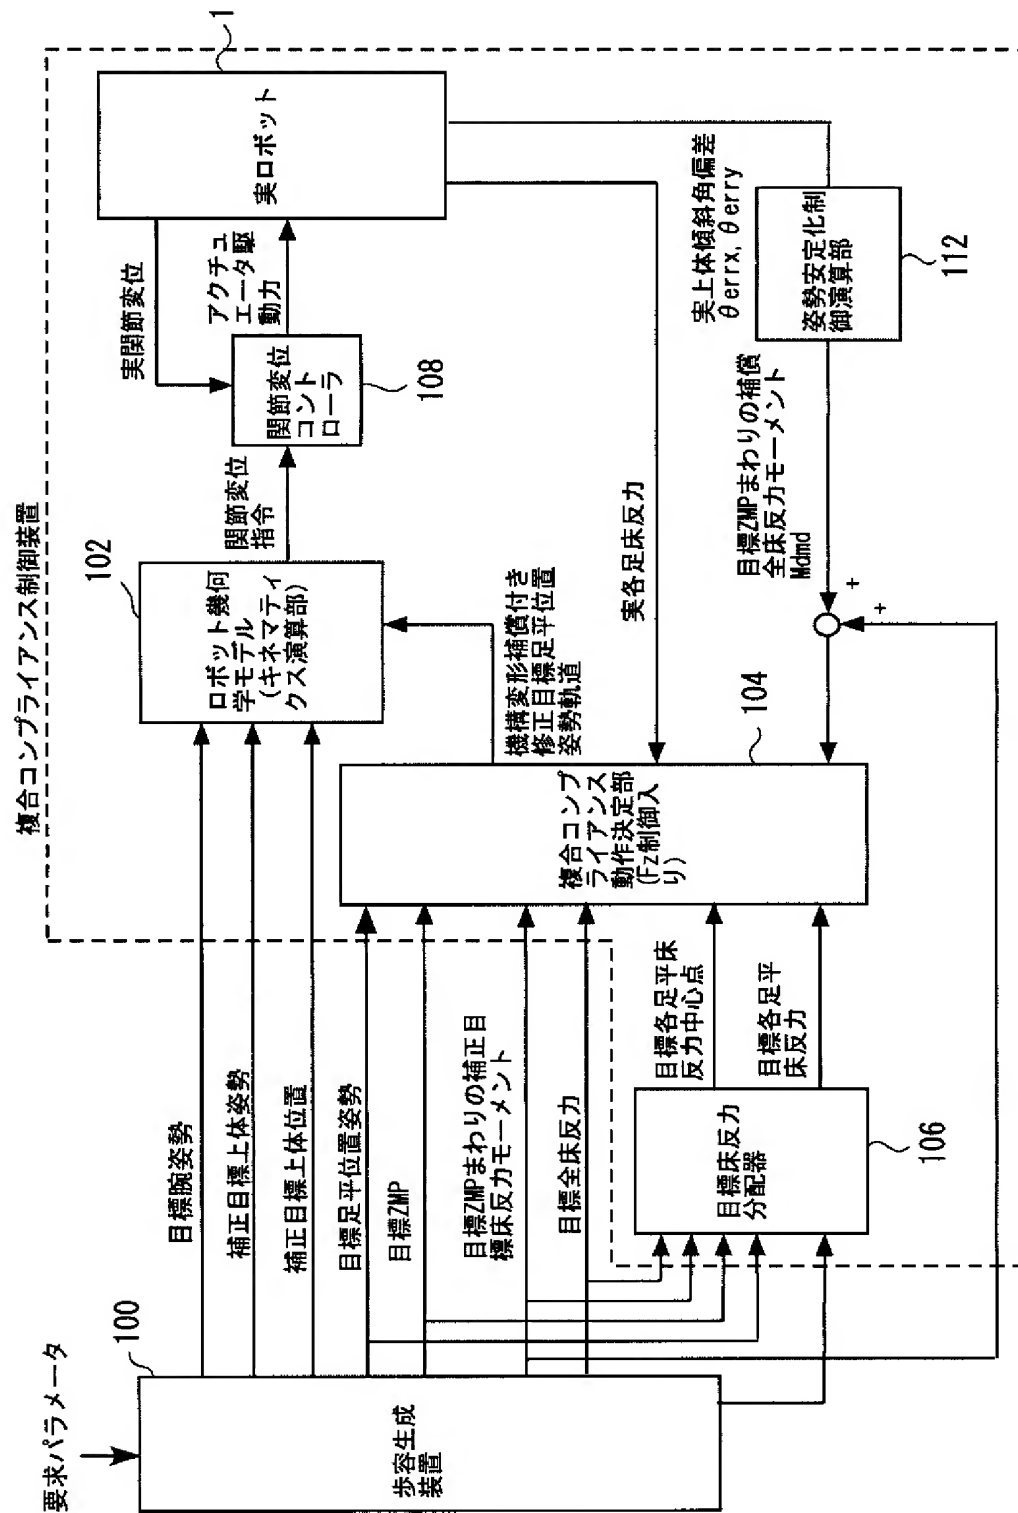 要求パラメータ
100
歩容生成
装置
目標腕姿勢
補正目標上体姿勢
補正目標上体位置
目標足平位置姿勢
目標ZMP
目標ZMPまわりの補正目
標床反力モーメント
目標全床反力
複合コンプライアンス制御装置
102
ロボット幾何
学モデル
(キネマティ
クス演算部)
関節変位
指令
関節変位
コント
ローラ
108
実関節変位
アクチュ
エータ駆
動力
実ロボット
1
機構変形補償付き
修正目標足平位置
姿勢軌道
実各足床反力
104
複合コンプ
ライアンス
動作決定部
(Fz制御入
り)
目標各足平床
反力中心点
目標各足平
床反力
目標床反力
分配器
106
実上体傾斜角偏差
θerrx, θerry
姿勢安定化制
御演算部
112
目標ZMPまわりの補償
全床反力モーメント
Mdmd
+
+